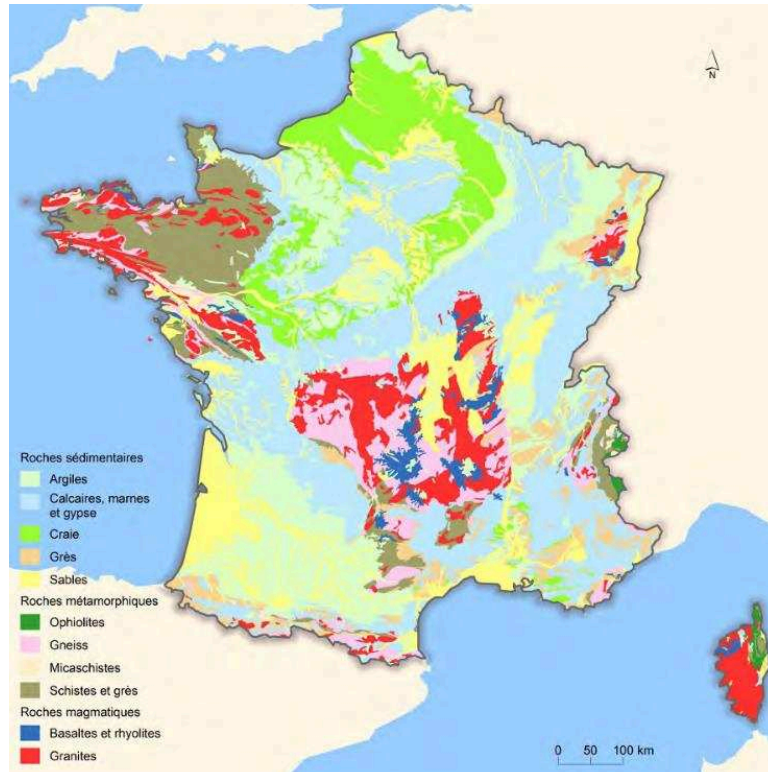 N
Roches sédimentaires
Argiles
Calcaires, marnes
et gypse
Craie
Grès
Sables
Roches métamorphiques
Ophiolites
Gneiss
Micaschistes
Schistes et grès
Roches magmatiques
Basaltes et rhyolites
Granites
0 50 100 km